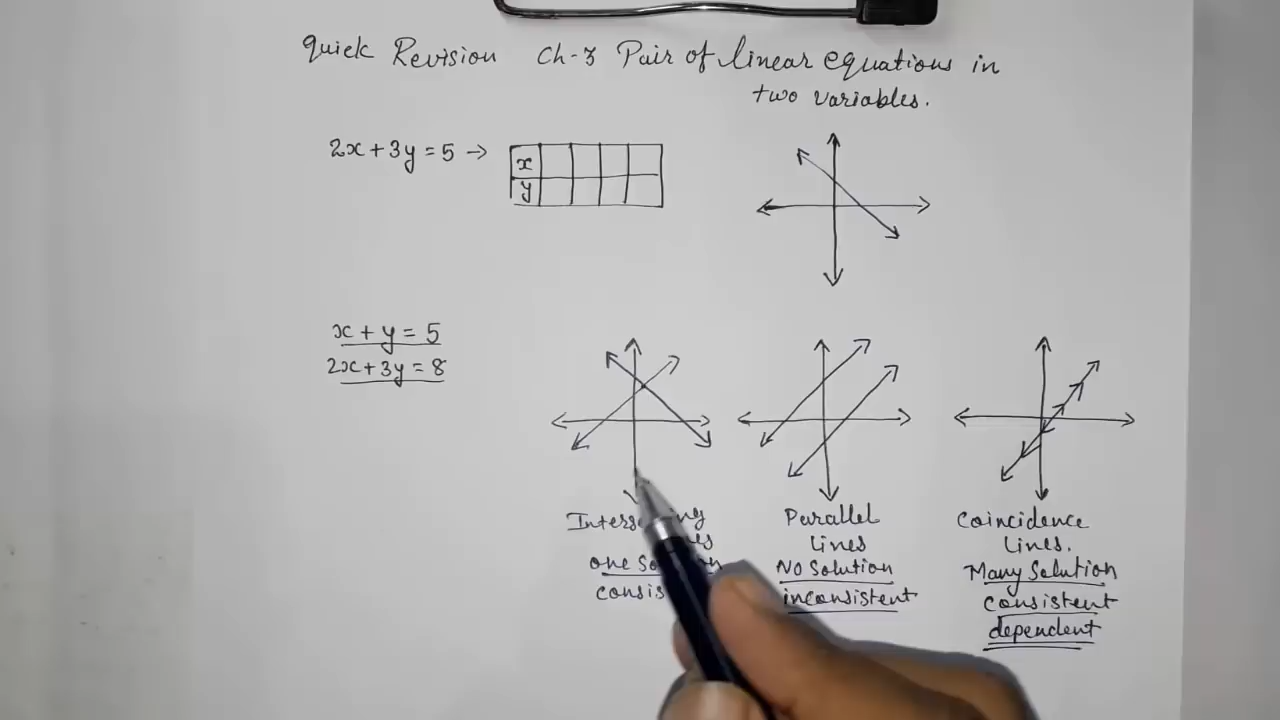 Quick Revision Ch-3 Pair of linear equations in
two variables.
2x + 3y = 5 →
x
y
x + y = 5
2x + 3y = 8
Parallel
Lines
No Solution
inconsistent
Coincidence
Lines.
Many Solution
consistent
dependent
one